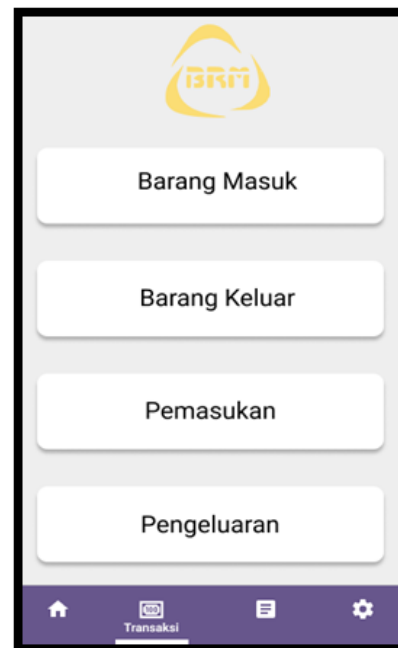 BRM
Barang Masuk
Barang Keluar
Pemasukan
Pengeluaran
100
Transaksi